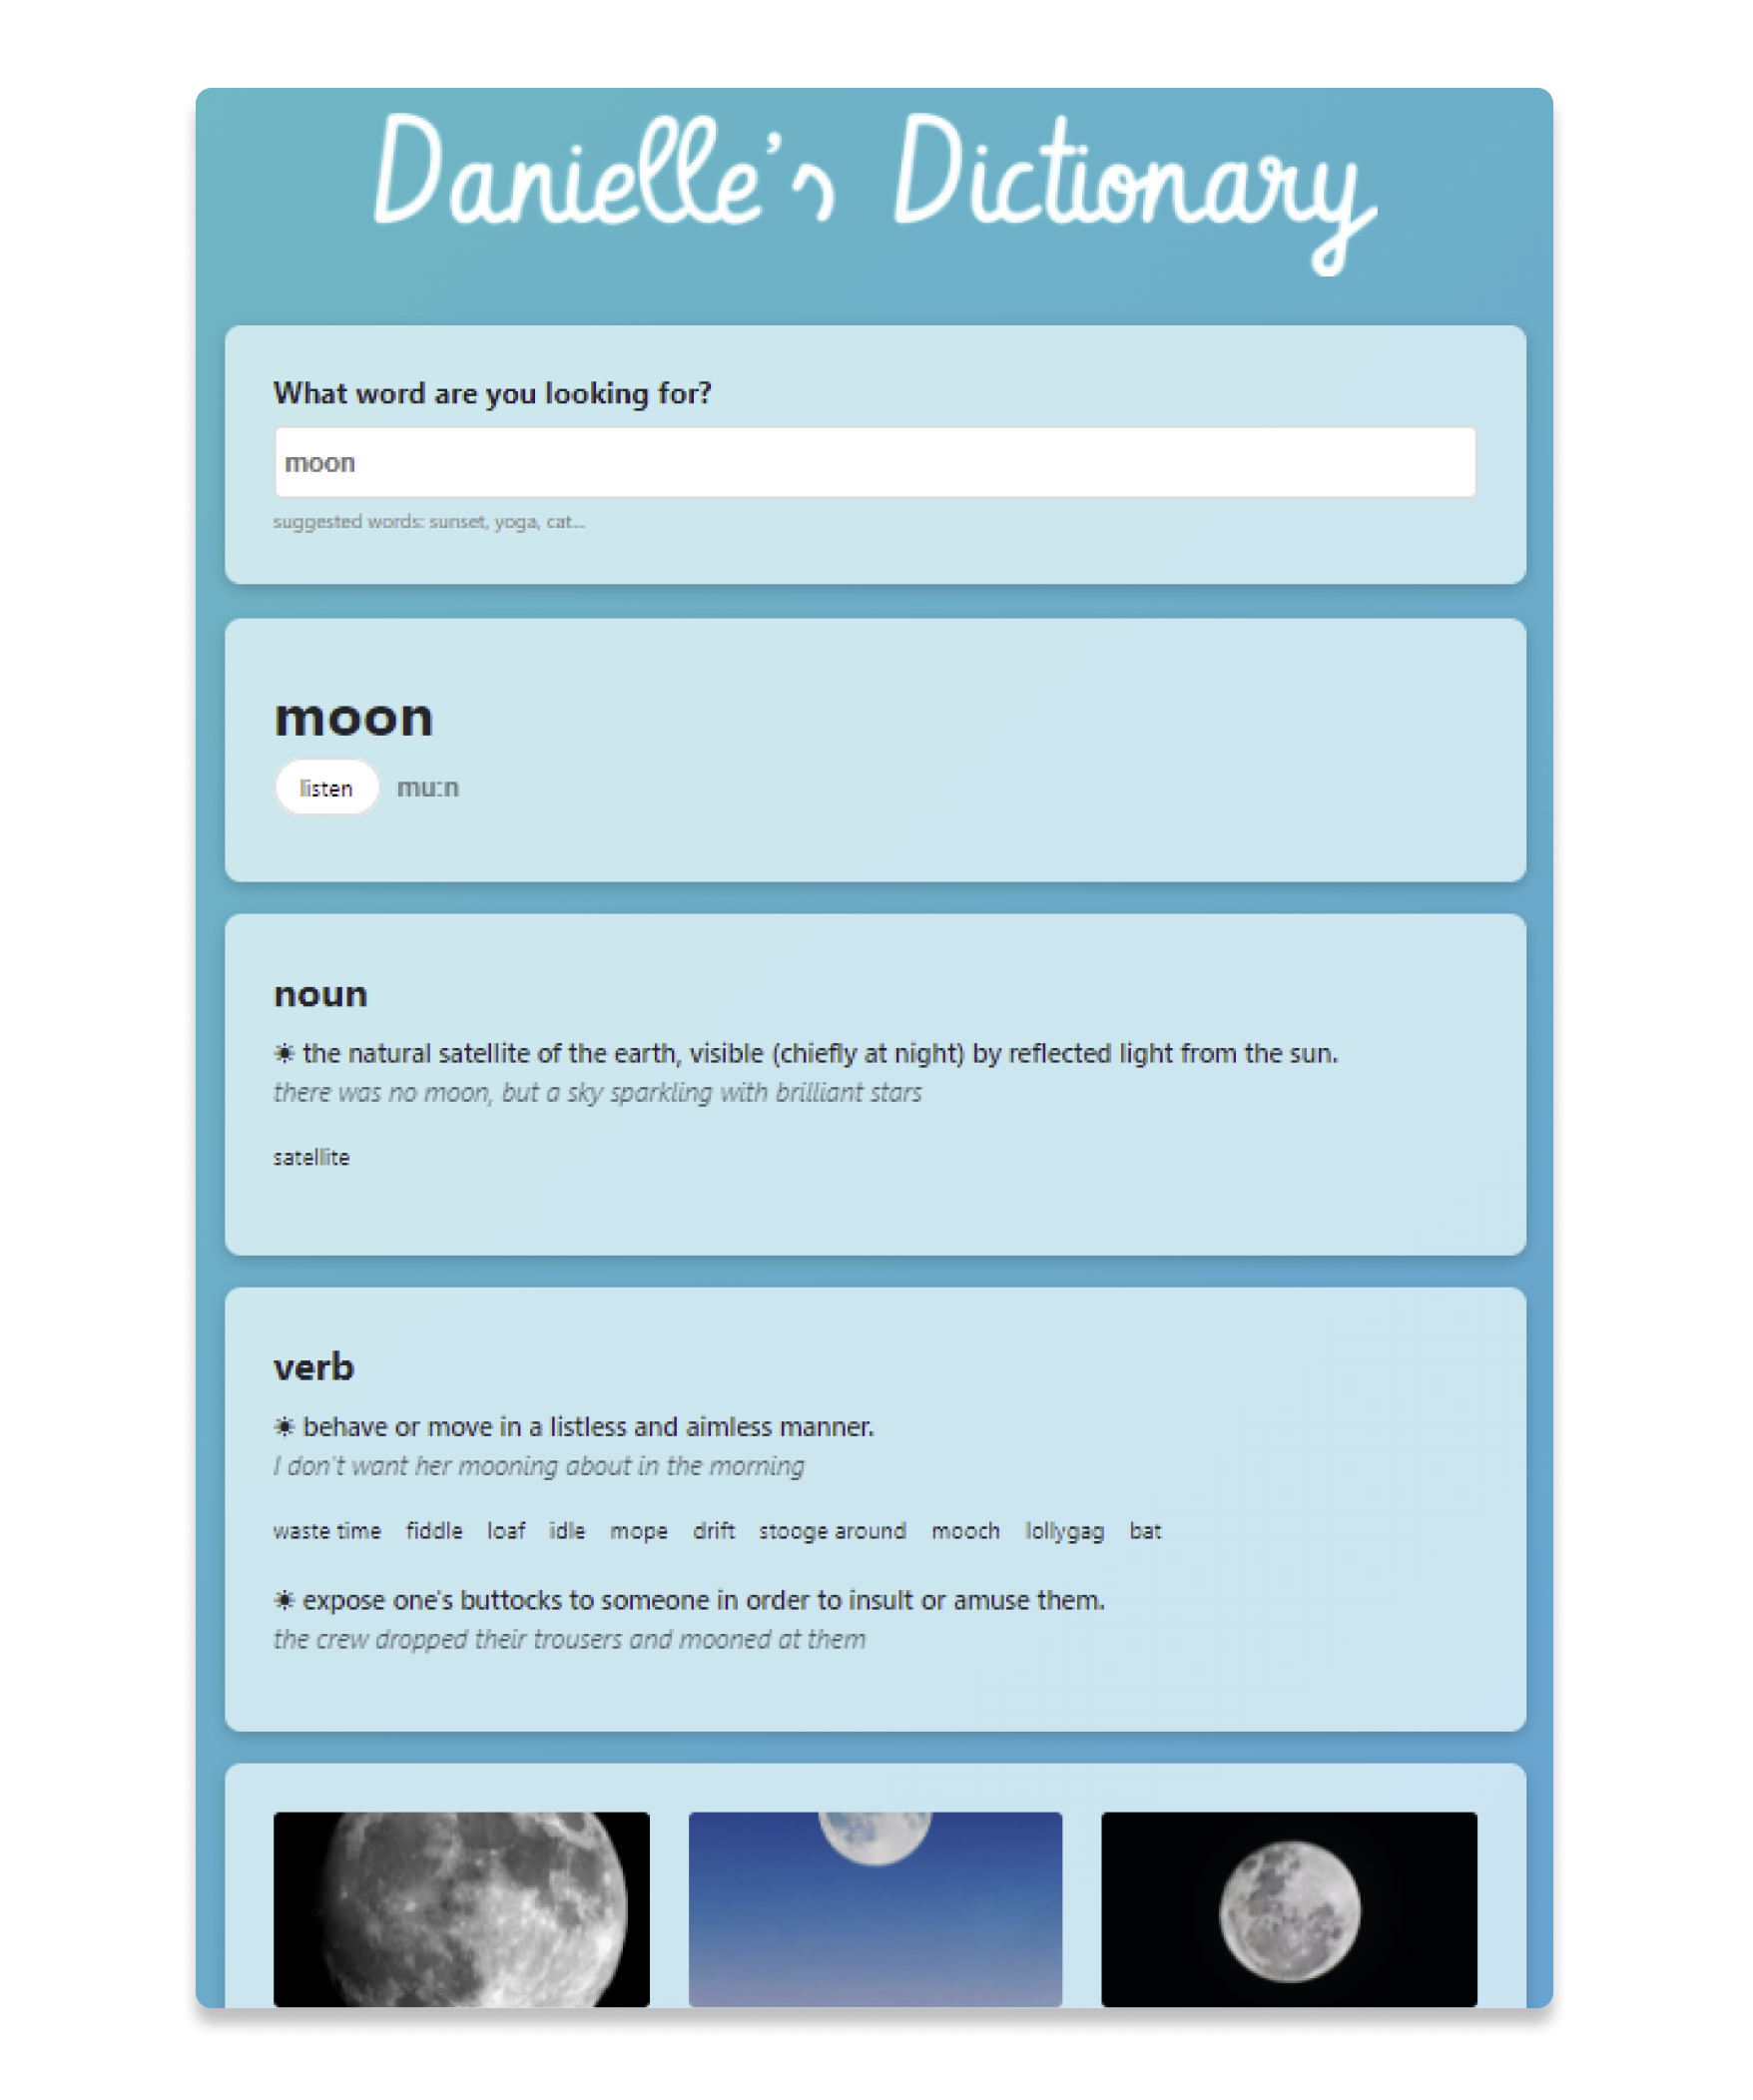 Danielle's Dictionary
What word are you looking for?
moon
suggested words: sunset, yoga, cat...
moon
listen mu:n
noun
☀ the natural satellite of the earth, visible (chiefly at night) by reflected light from the sun.
there was no moon, but a sky sparkling with brilliant stars
satellite
verb
☀ behave or move in a listless and aimless manner.
I don't want her mooning about in the morning
waste time fiddle loaf idle mope drift stooge around mooch lollygag bat
☀ expose one's buttocks to someone in order to insult or amuse them.
the crew dropped their trousers and mooned at them